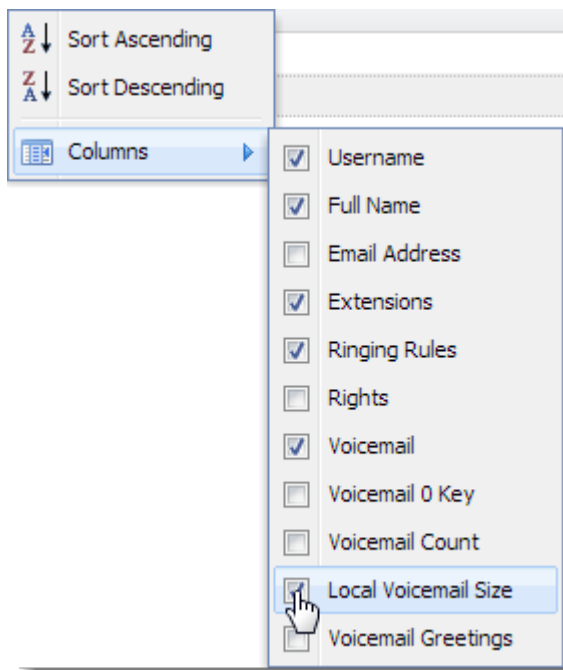 Sort Ascending
Sort Descending
Columns
Username
Full Name
Email Address
Extensions
Ringing Rules
Rights
Voicemail
Voicemail 0 Key
Voicemail Count
Local Voicemail Size
Voicemail Greetings